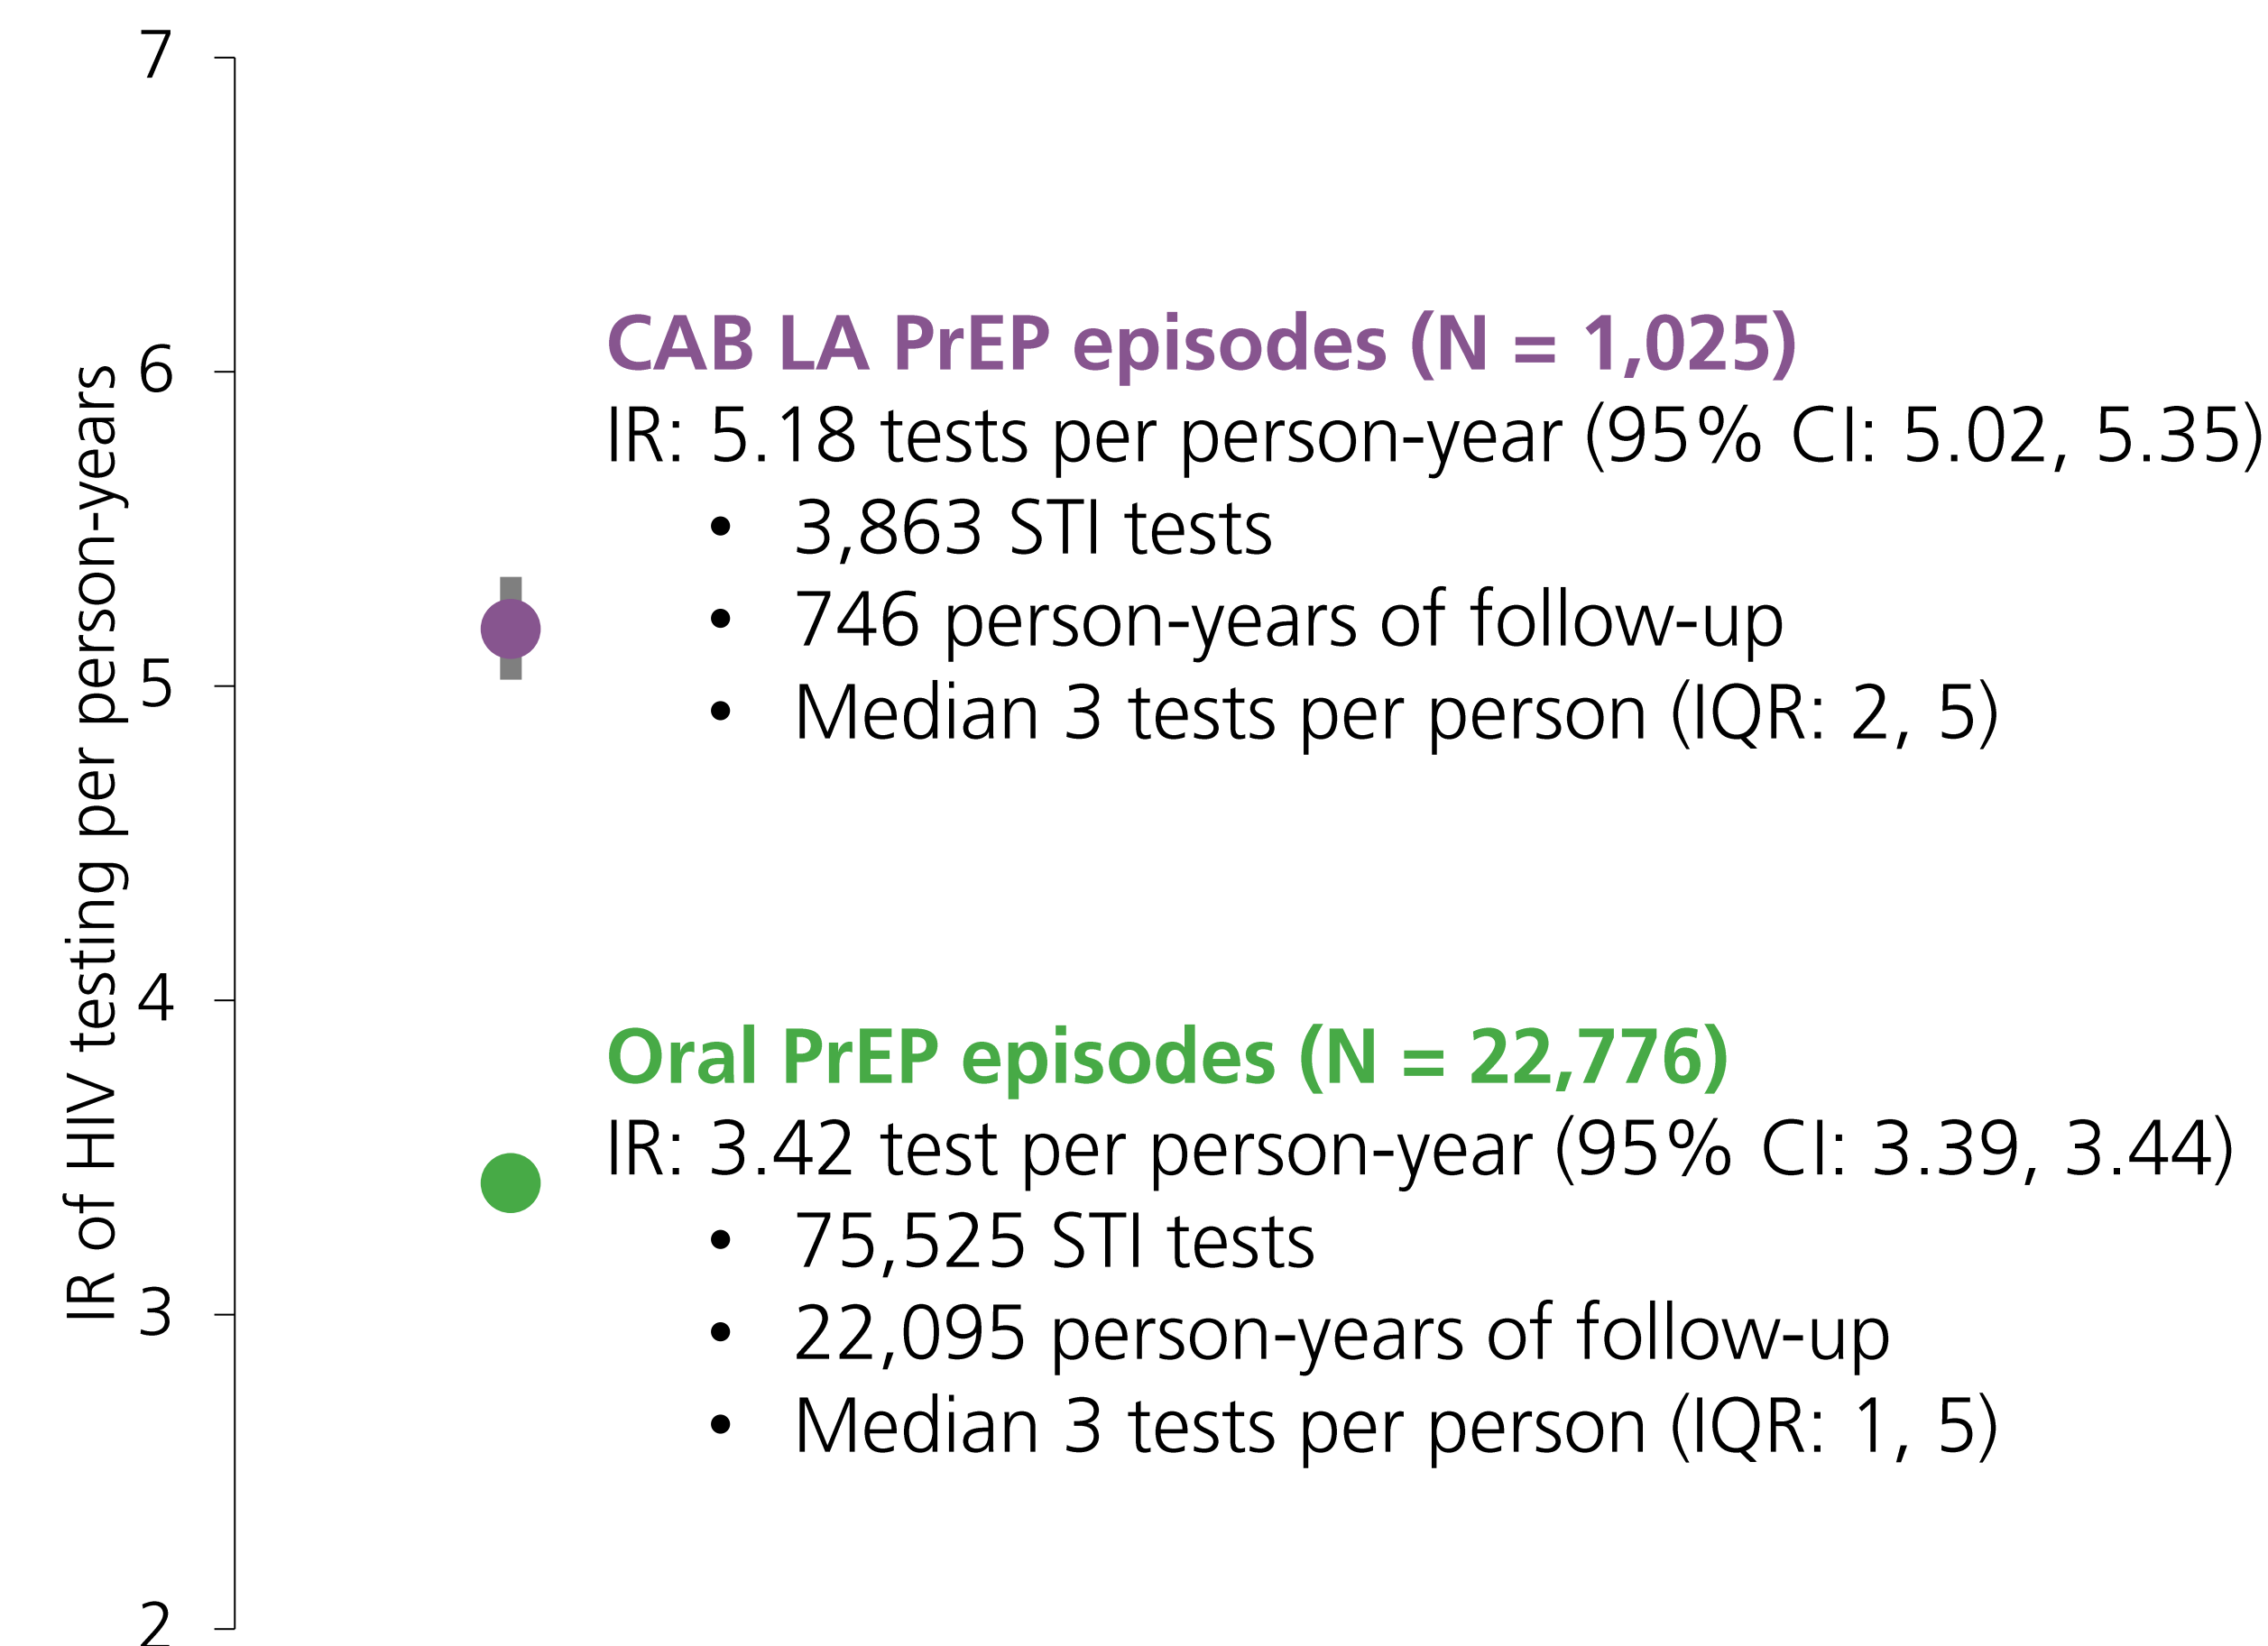 IR of HIV testing per person-years
7
6
5
4
3
2
CAB LA PrEP episodes (N = 1,025)
IR: 5.18 tests per person-year (95% CI: 5.02, 5.35)
• 3,863 STI tests
• 746 person-years of follow-up
• Median 3 tests per person (IQR: 2, 5)
Oral PrEP episodes (N = 22,776)
IR: 3.42 test per person-year (95% CI: 3.39, 3.44)
• 75,525 STI tests
• 22,095 person-years of follow-up
• Median 3 tests per person (IQR: 1, 5)